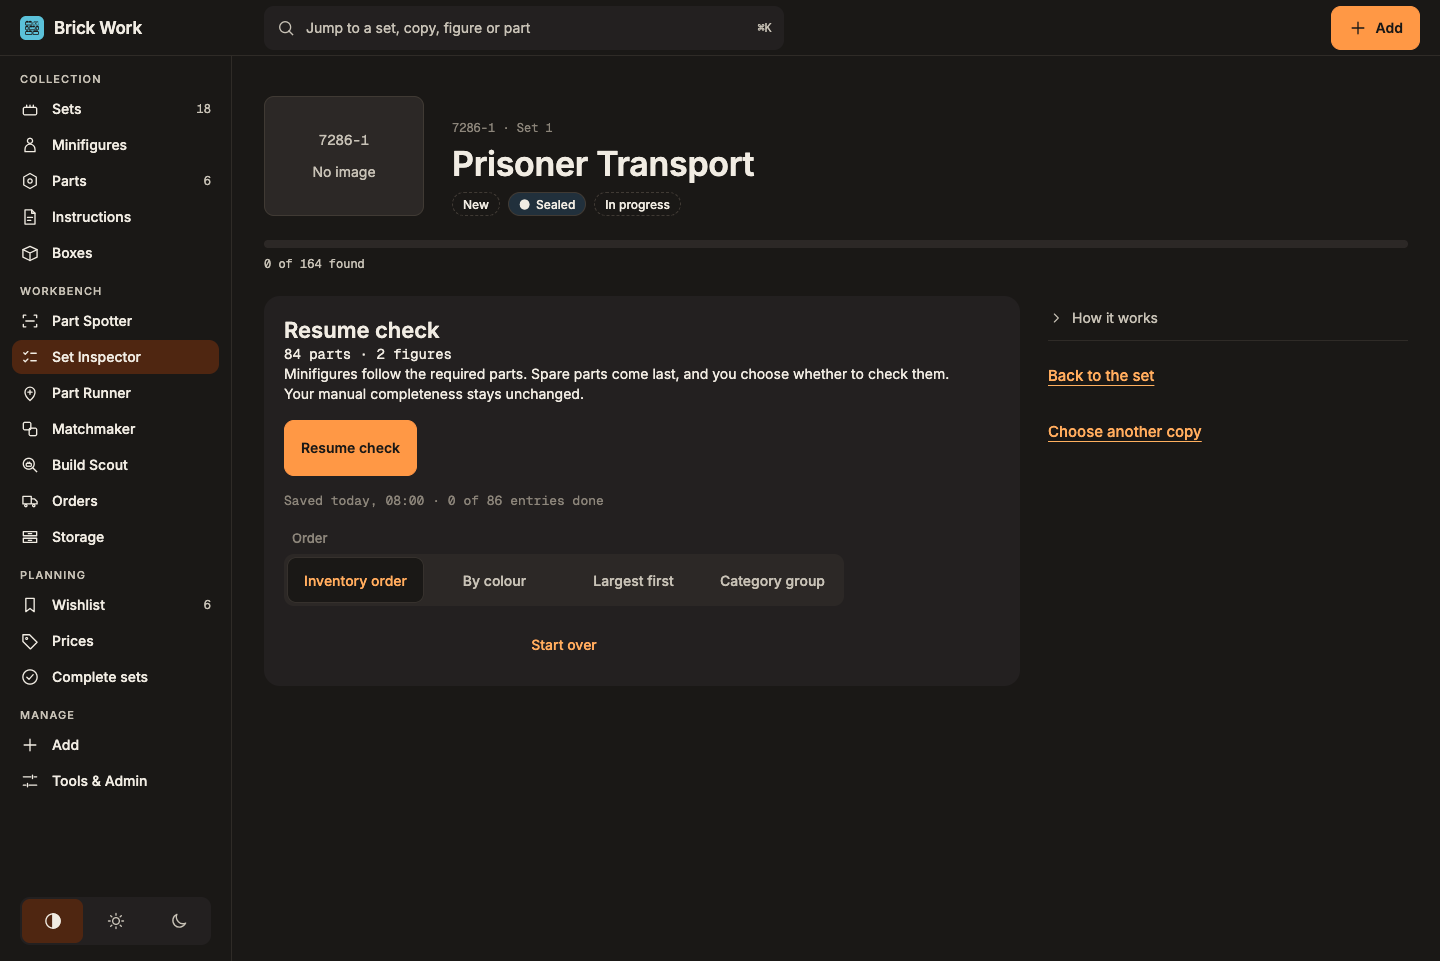 Brick Work
Jump to a set, copy, figure or part
⌘K
Add
COLLECTION
Sets 18
Minifigures
Parts 6
Instructions
Boxes
WORKBENCH
Part Spotter
Set Inspector
Part Runner
Matchmaker
Build Scout
Orders
Storage
PLANNING
Wishlist 6
Prices
Complete sets
MANAGE
Add
Tools & Admin
7286-1
No image
7286-1 · Set 1
Prisoner Transport
New
Sealed
In progress
0 of 164 found
Resume check
84 parts · 2 figures
Minifigures follow the required parts. Spare parts come last, and you choose whether to check them.
Your manual completeness stays unchanged.
Resume check
Saved today, 08:00 · 0 of 86 entries done
Order
Inventory order
By colour
Largest first
Category group
Start over
How it works
Back to the set
Choose another copy